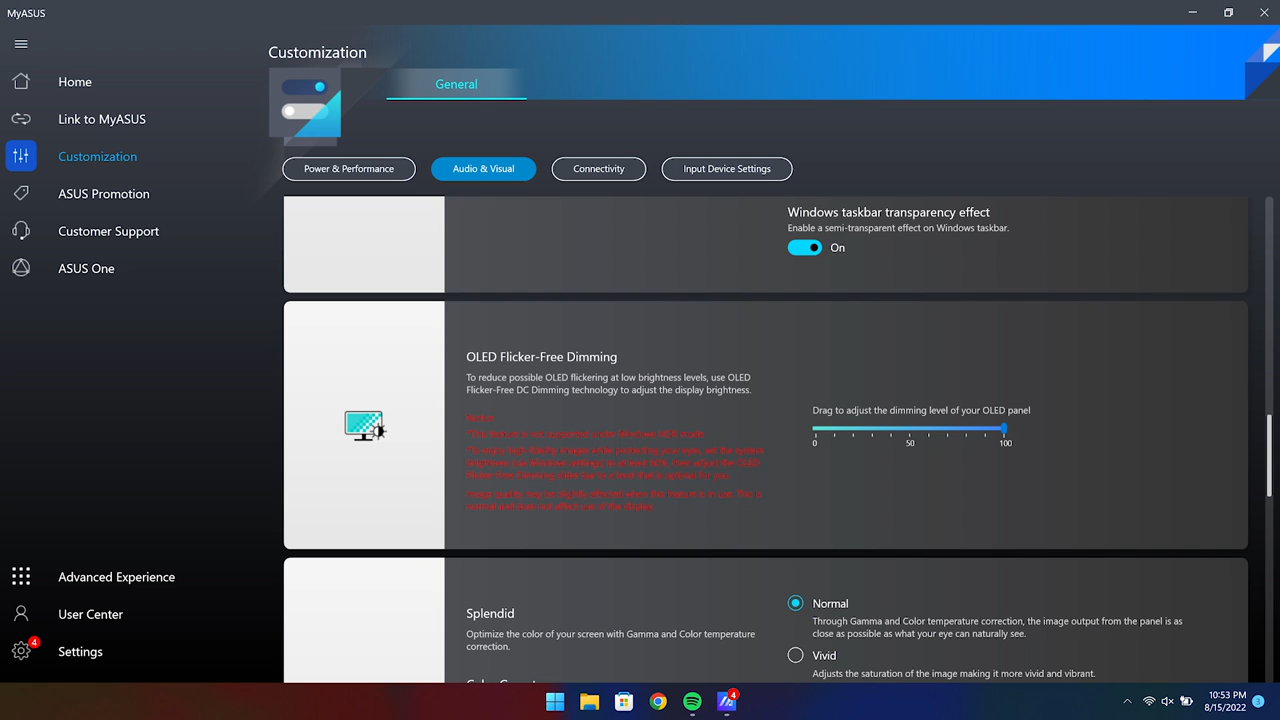 MyASUS
Customization
General
Home
Link to MyASUS
Customization
ASUS Promotion
Customer Support
ASUS One
Advanced Experience
User Center
4
Settings
Power & Performance
Audio & Visual
Connectivity
Input Device Settings
Windows taskbar transparency effect
Enable a semi-transparent effect on Windows taskbar.
On
OLED Flicker-Free Dimming
To reduce possible OLED flickering at low brightness levels, use OLED
Flicker-Free DC Dimming technology to adjust the display brightness.
Drag to adjust the dimming level of your OLED panel
0 50 100
Splendid
Optimize the color of your screen with Gamma and Color temperature
correction.
Normal
Through Gamma and Color temperature correction, the image output from the panel is as
close as possible as what your eye can naturally see.
Vivid
Adjusts the saturation of the image making it more vivid and vibrant.
4
10:53 PM
8/15/2022
3